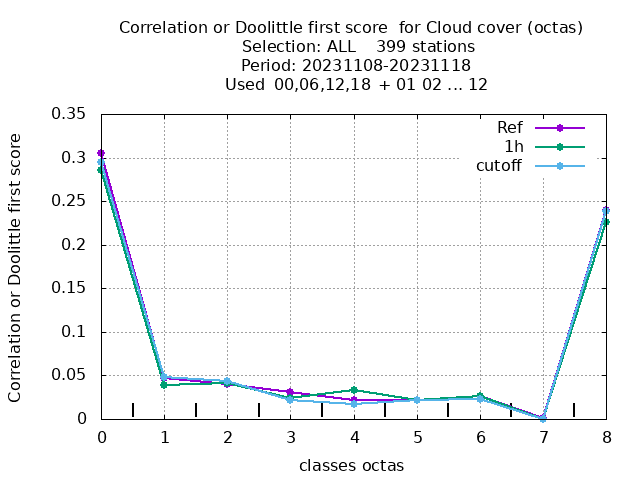 Correlation or Doolittle first score  for Cloud cover (octas)
Selection: ALL    399 stations
Period: 20231108-20231118
Used  00,06,12,18  + 01 02 ... 12
Correlation or Doolittle first score
0.35
0.3
0.25
0.2
0.15
0.1
0.05
0
Ref
1h
cutoff
0 1 2 3 4 5 6 7 8
classes octas